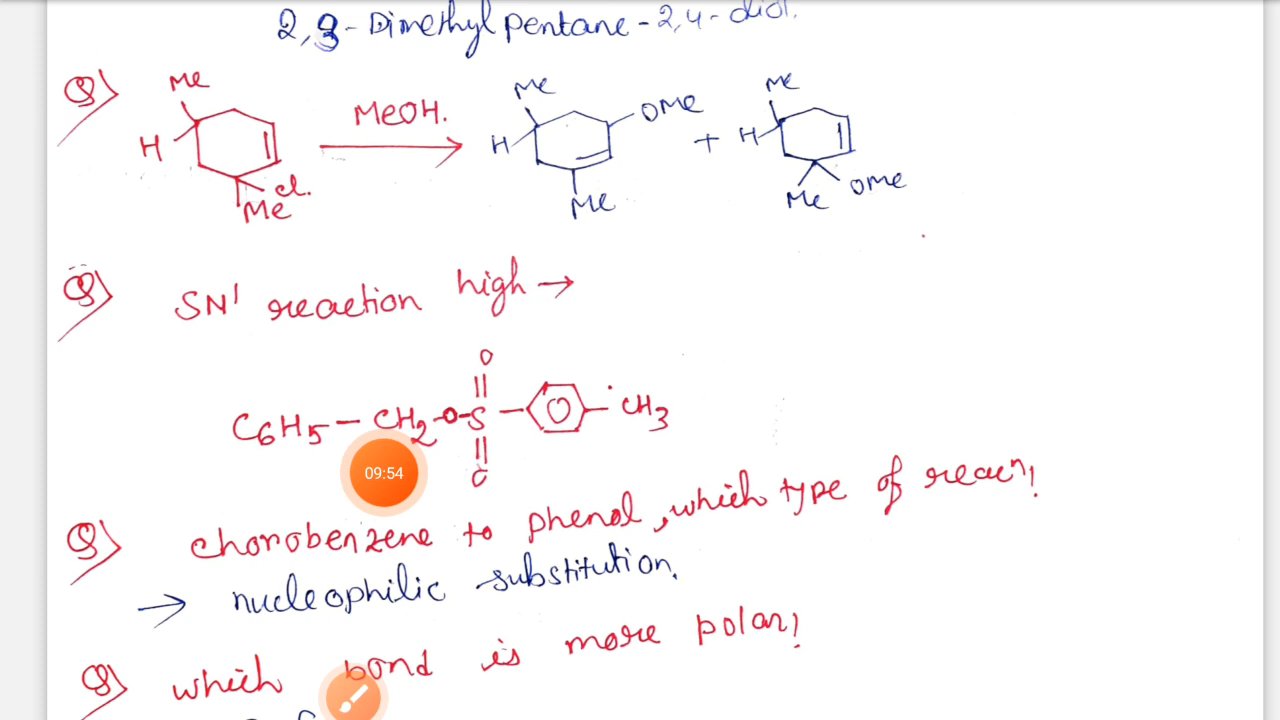 2,3-Dimethyl pentane-2,4-diol.
Q) Me H Cl. Me MeOH. Me H OMe Me + Me H Me OMe
Q) SN1 reaction high →
O
C6H5-CH2-O-S- -CH3
O
09:54
Q) chorobenzene to phenol, which type of reacn?
→ nucleophilic substitution.
Q) which bond is more polar?